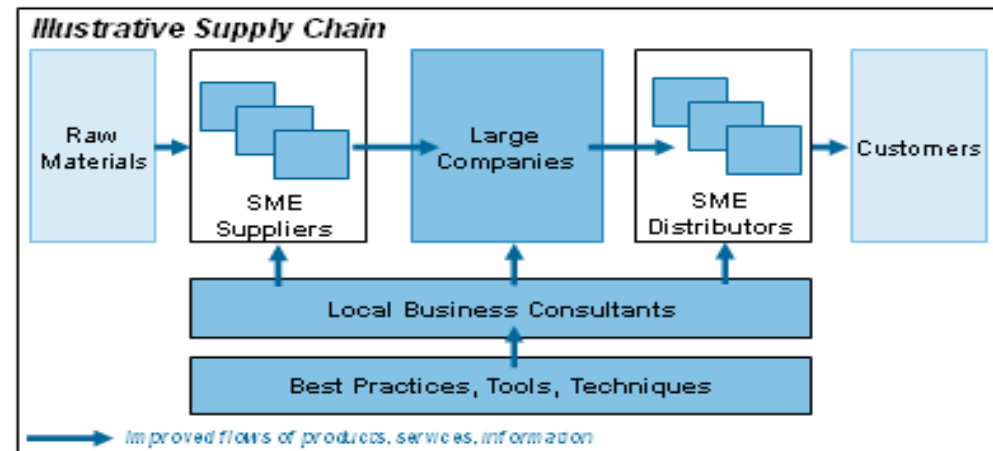 Illustrative Supply Chain
Raw
Materials
SME
Suppliers
Large
Companies
SME
Distributors
Customers
Local Business Consultants
Best Practices, Tools, Techniques
Improved flows of products, services, information